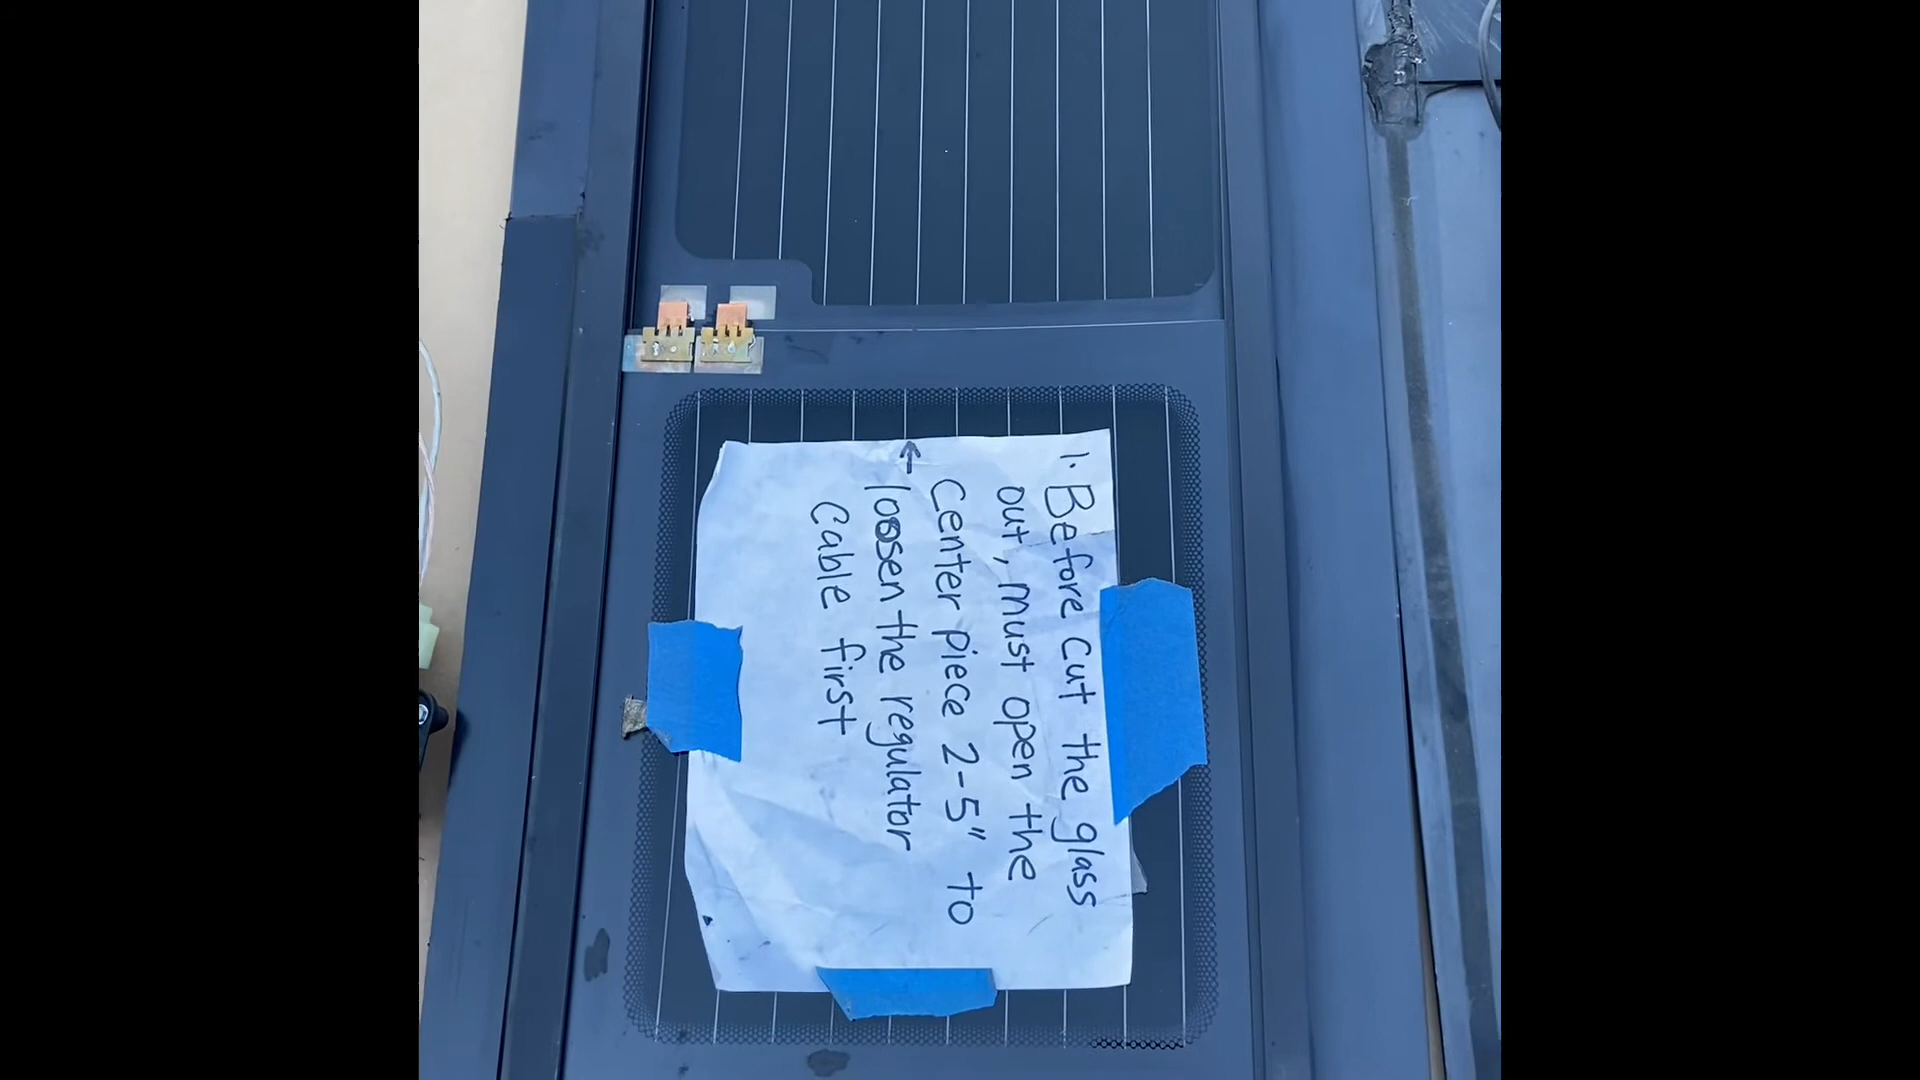 1. Before cut the glass
out, must open the
Center piece 2-5" to
← loosen the regulator
Cable first